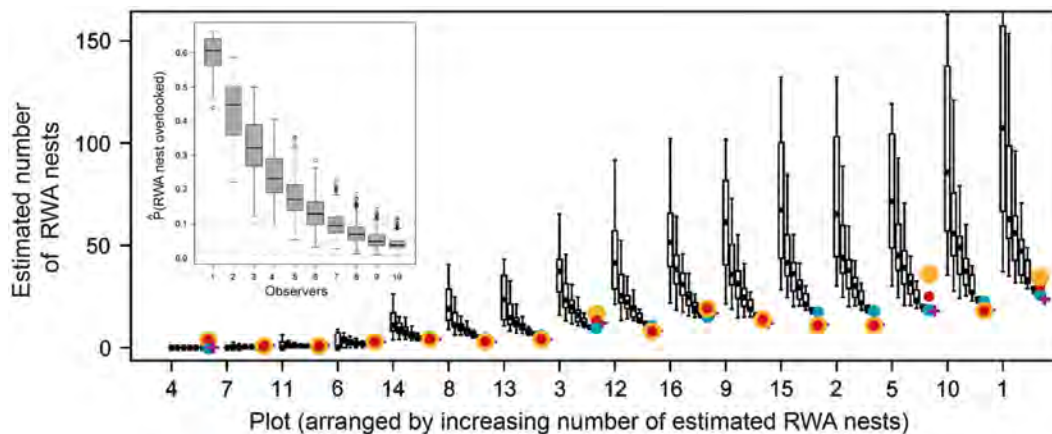 150
100
50
0
Estimated number
of RWA nests
0.6
0.5
0.4
0.3
0.2
0.1
0.0
P̂(RWA nest overlooked)
1 2 3 4 5 6 7 8 9 10
Observers
4 7 11 6 14 8 13 3 12 16 9 15 2 5 10 1
Plot (arranged by increasing number of estimated RWA nests)